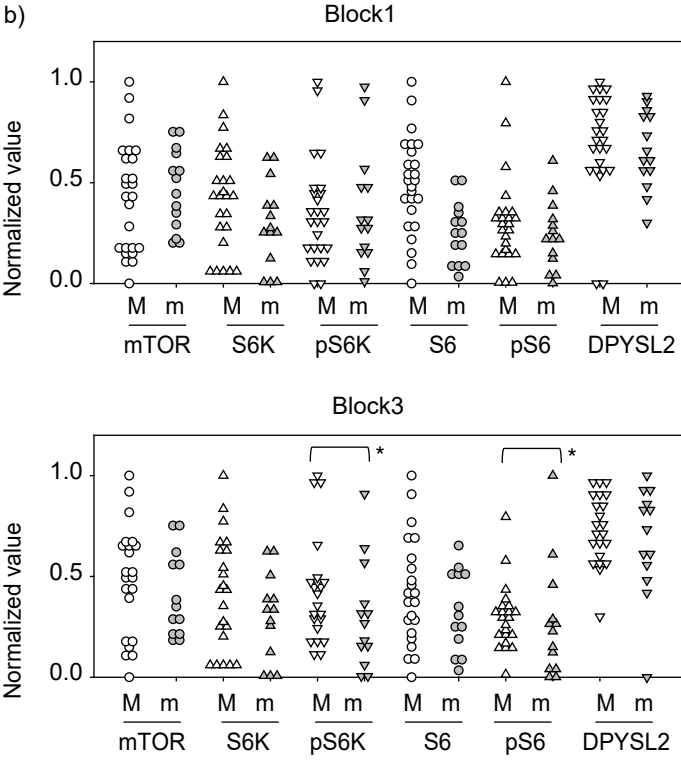 b)
Block1
Normalized value
1.0
0.5
0.0
M m M m M m M m M m M m
mTOR S6K pS6K S6 pS6 DPYSL2
Block3
Normalized value
1.0
0.5
0.0
* *
M m M m M m M m M m M m
mTOR S6K pS6K S6 pS6 DPYSL2